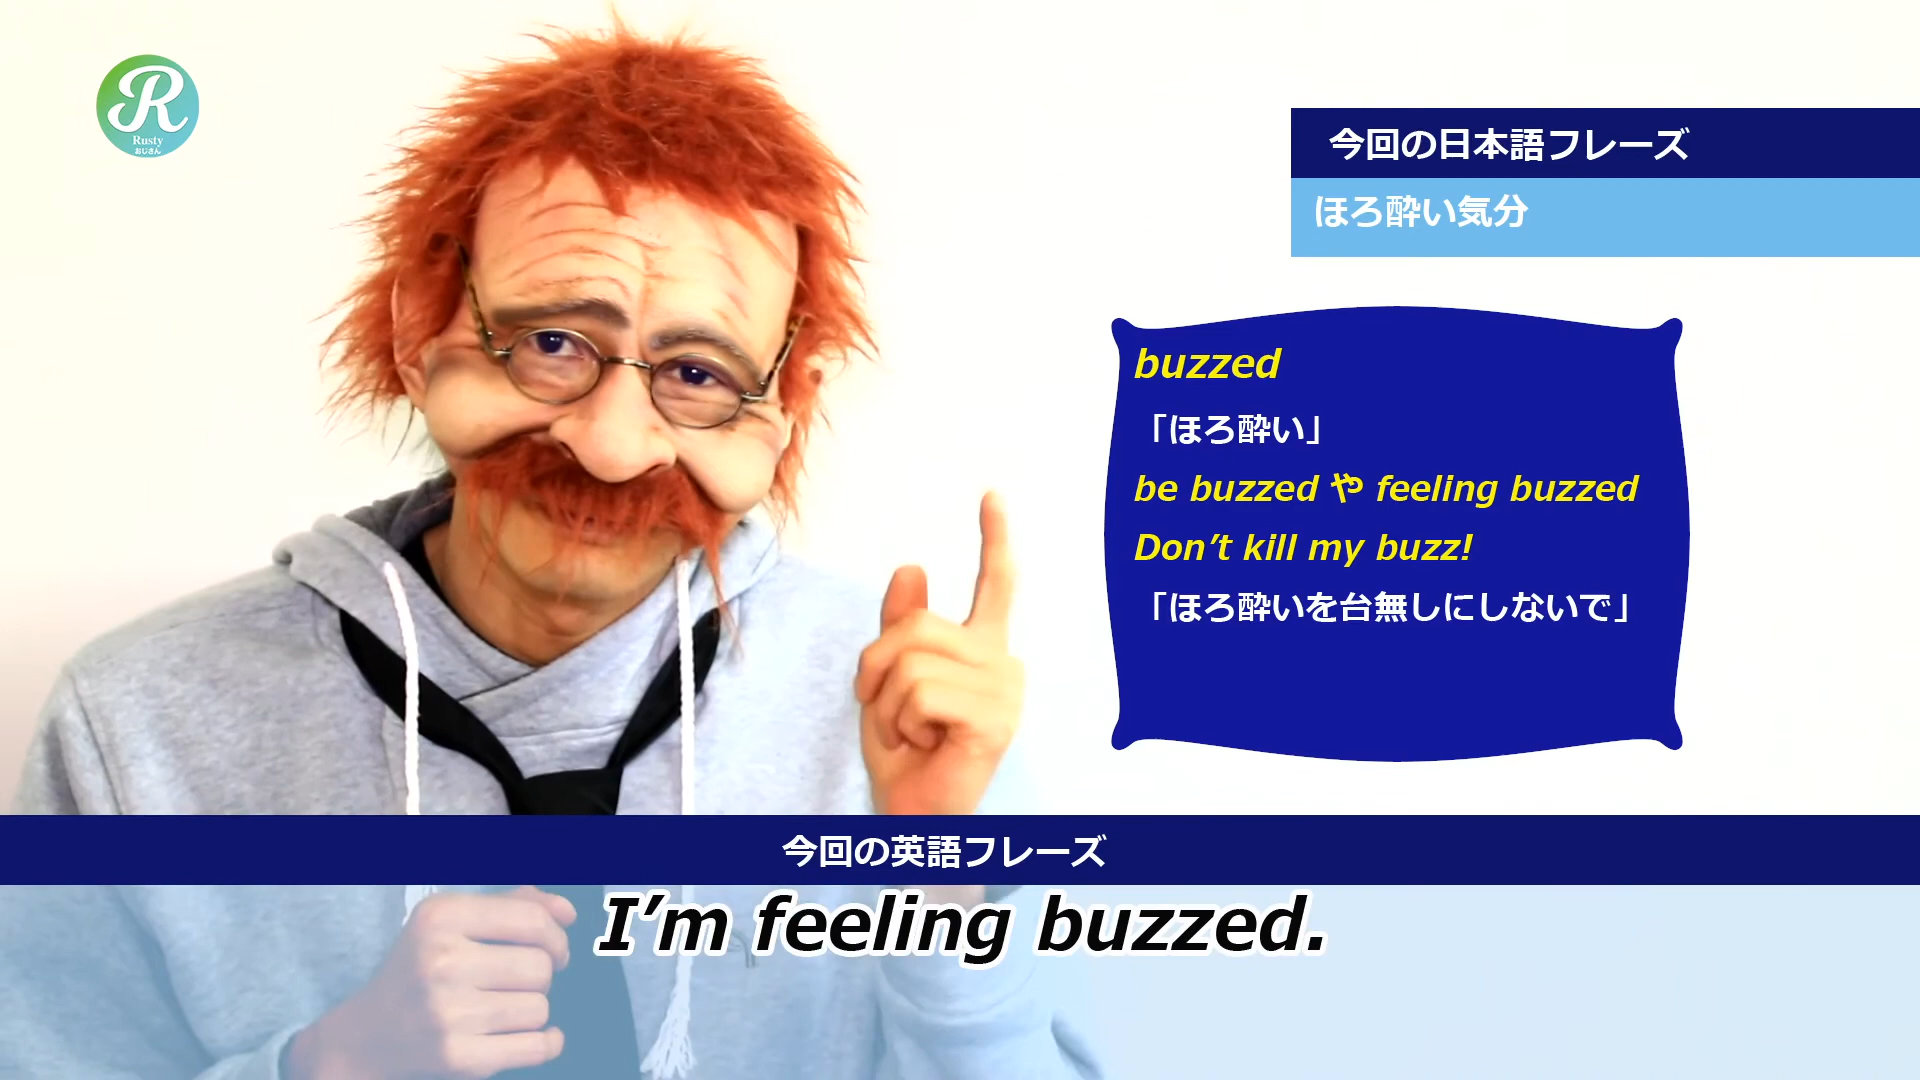 R
Rusty
おじさん
今回の日本語フレーズ
ほろ酔い気分
buzzed
「ほろ酔い」
be buzzed や feeling buzzed
Don't kill my buzz!
「ほろ酔いを台無しにしないで」
今回の英語フレーズ
I'm feeling buzzed.